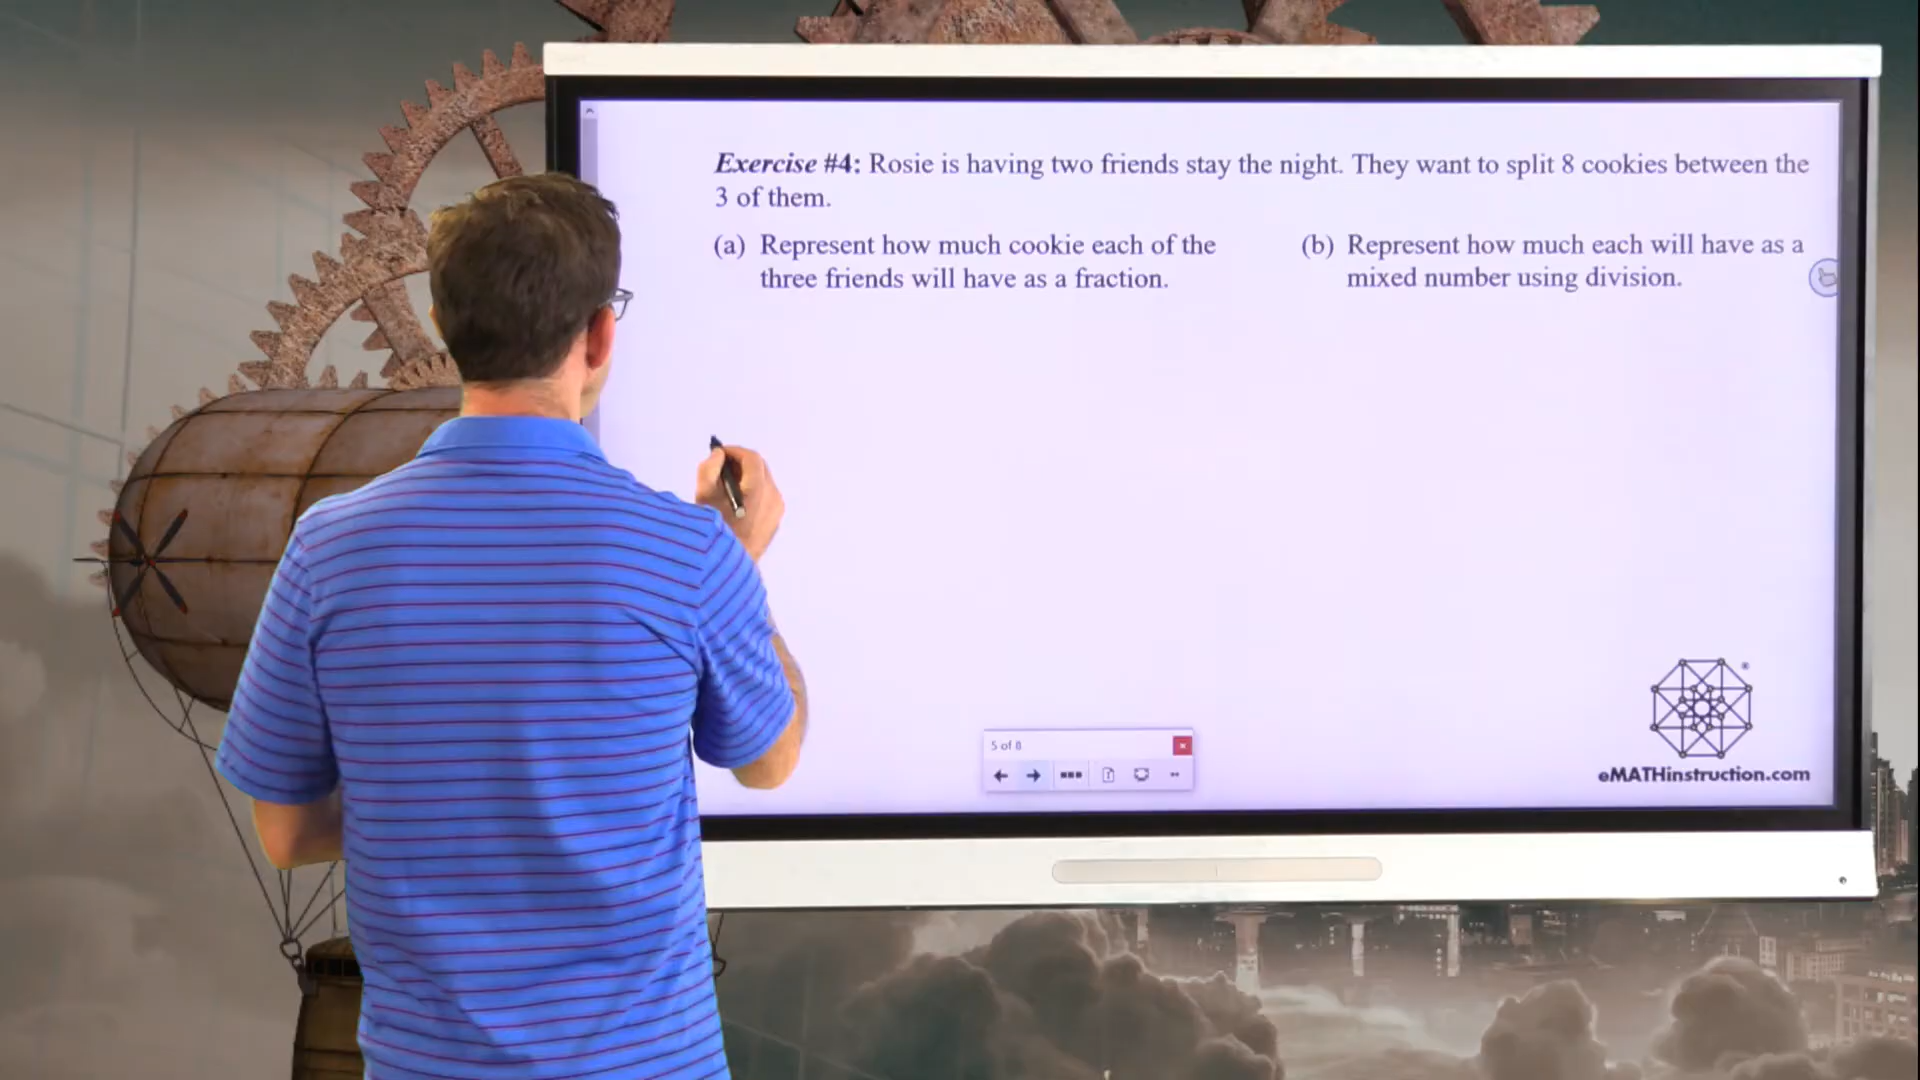 Exercise #4: Rosie is having two friends stay the night. They want to split 8 cookies between the
3 of them.
(a) Represent how much cookie each of the
three friends will have as a fraction.
(b) Represent how much each will have as a
mixed number using division.
5 of 8
®
eMATHinstruction.com